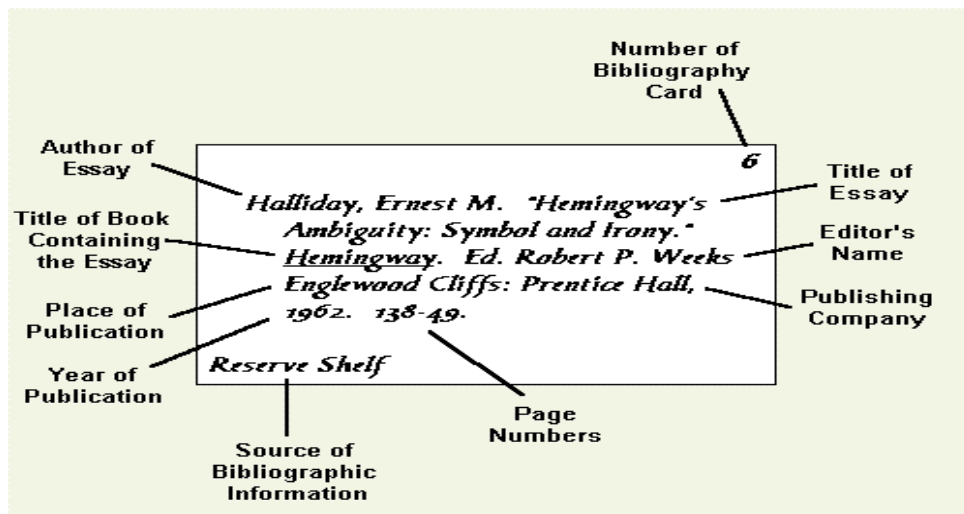 Number of
Bibliography
Card
Author of
Essay
6
Title of
Essay
Halliday, Ernest M. "Hemingway's
Ambiguity: Symbol and Irony."
Title of Book
Containing
the Essay
Editor's
Name
Hemingway. Ed. Robert P. Weeks
Englewood Cliffs: Prentice Hall,
1962. 138-49.
Place of
Publication
Publishing
Company
Reserve Shelf
Year of
Publication
Page
Numbers
Source of
Bibliographic
Information